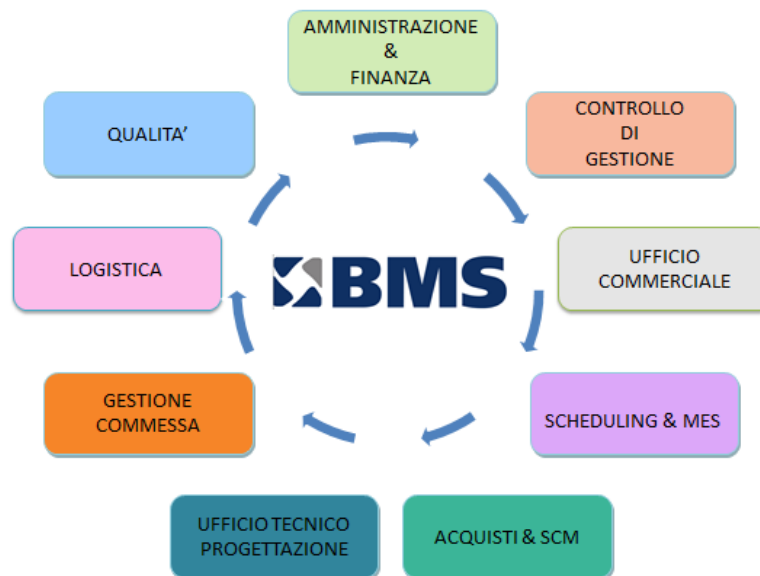 AMMINISTRAZIONE
&
FINANZA
CONTROLLO
DI
GESTIONE
UFFICIO
COMMERCIALE
SCHEDULING & MES
ACQUISTI & SCM
UFFICIO TECNICO
PROGETTAZIONE
GESTIONE
COMMESSA
LOGISTICA
QUALITA'
BMS